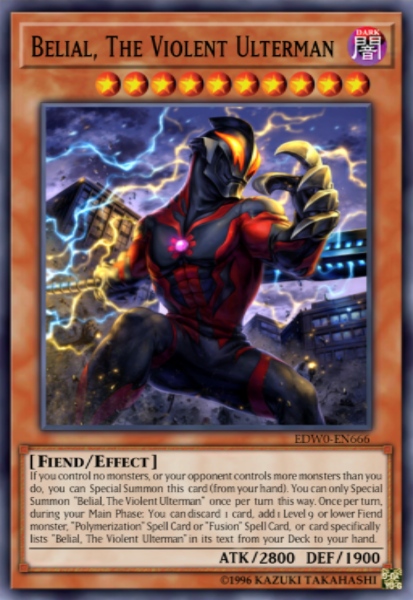 BELIAL, THE VIOLENT ULTERMAN
DARK
闇
EDW0-EN666
[FIEND/EFFECT]
If you control no monsters, or your opponent controls more monsters than you
do, you can Special Summon this card (from your hand). You can only Special
Summon "Belial, The Violent Ulterman" once per turn this way. Once per turn,
during your Main Phase: You can discard 1 card, add 1 Level 9 or lower Fiend
monster, "Polymerization" Spell Card or "Fusion" Spell Card, or card specifically
lists "Belial, The Violent Ulterman" in its text from your Deck to your hand.
ATK/2800 DEF/1900
©1996 KAZUKI TAKAHASHI